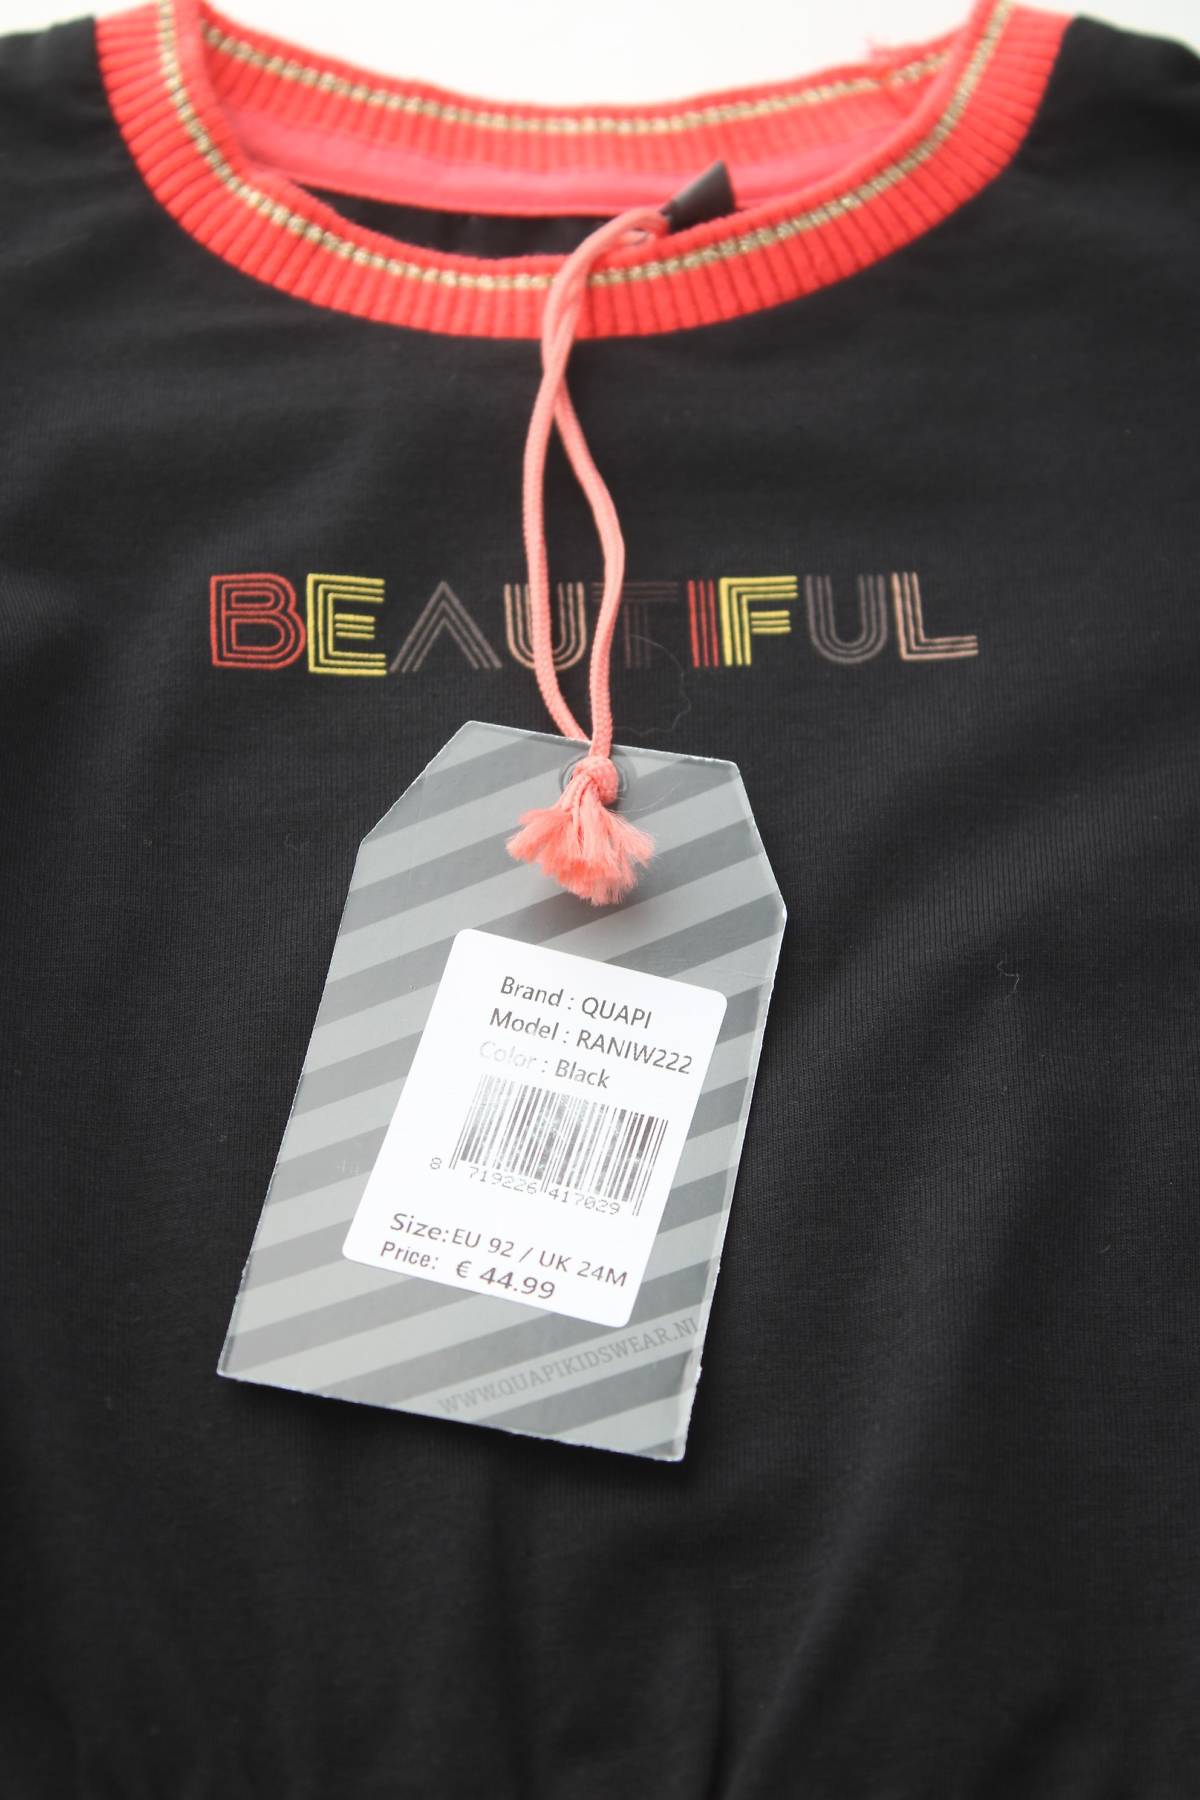 BEAUTIFUL
Brand : QUAPI
Model : RANIW222
Color : Black
8 719226 417029
Size: EU 92 / UK 24M
Price: € 44.99
WWW.QUAPIKIDSWEAR.NL